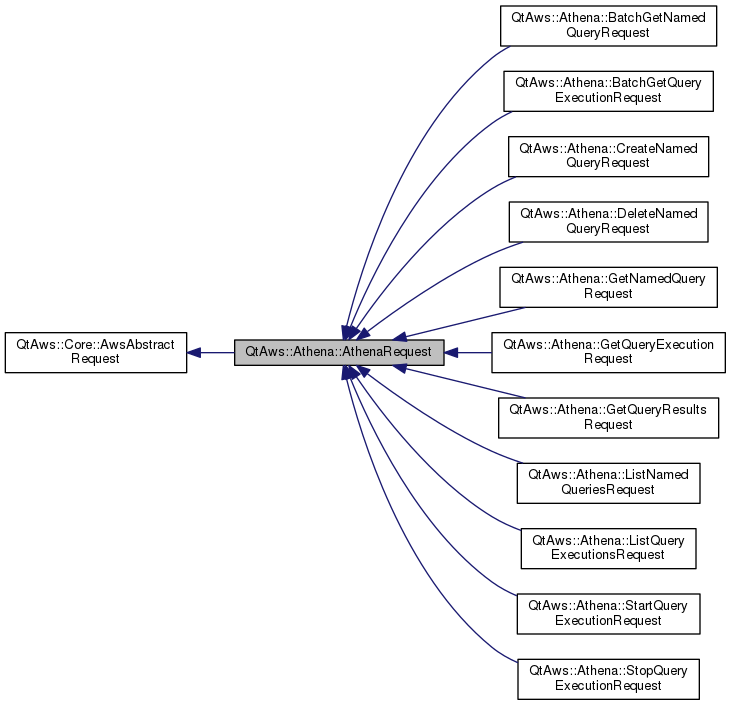 QtAws::Athena::BatchGetNamed
QueryRequest
QtAws::Athena::BatchGetQuery
ExecutionRequest
QtAws::Athena::CreateNamed
QueryRequest
QtAws::Athena::DeleteNamed
QueryRequest
QtAws::Athena::GetNamedQuery
Request
QtAws::Core::AwsAbstract
Request
QtAws::Athena::AthenaRequest
QtAws::Athena::GetQueryExecution
Request
QtAws::Athena::GetQueryResults
Request
QtAws::Athena::ListNamed
QueriesRequest
QtAws::Athena::ListQuery
ExecutionsRequest
QtAws::Athena::StartQuery
ExecutionRequest
QtAws::Athena::StopQuery
ExecutionRequest